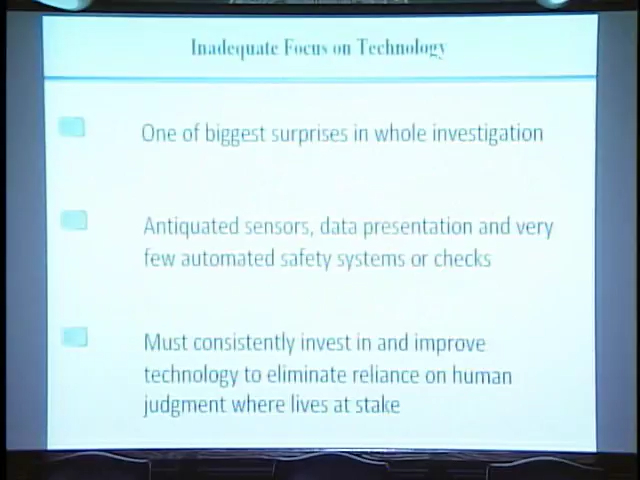 Inadequate Focus on Technology
One of biggest surprises in whole investigation
Antiquated sensors, data presentation and very
few automated safety systems or checks
Must consistently invest in and improve
technology to eliminate reliance on human
judgment where lives at stake